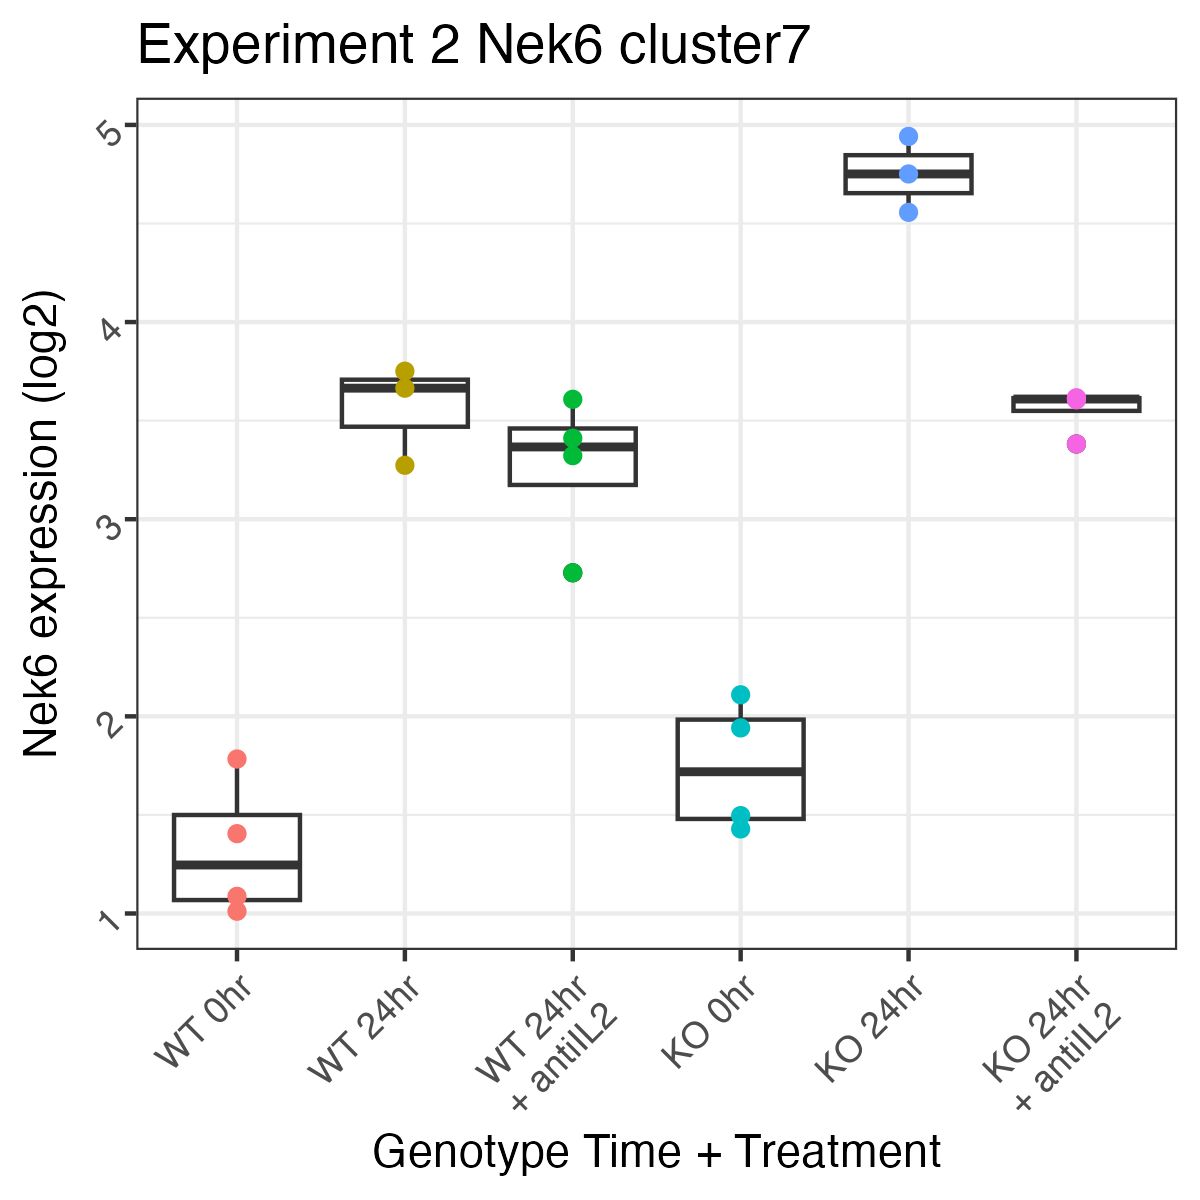 Experiment 2 Nek6 cluster7
Nek6 expression (log2)
5
4
3
2
1
WT 0hr
WT 24hr
WT 24hr
+ antiIL2
KO 0hr
KO 24hr
KO 24hr
+ antiIL2
Genotype Time + Treatment